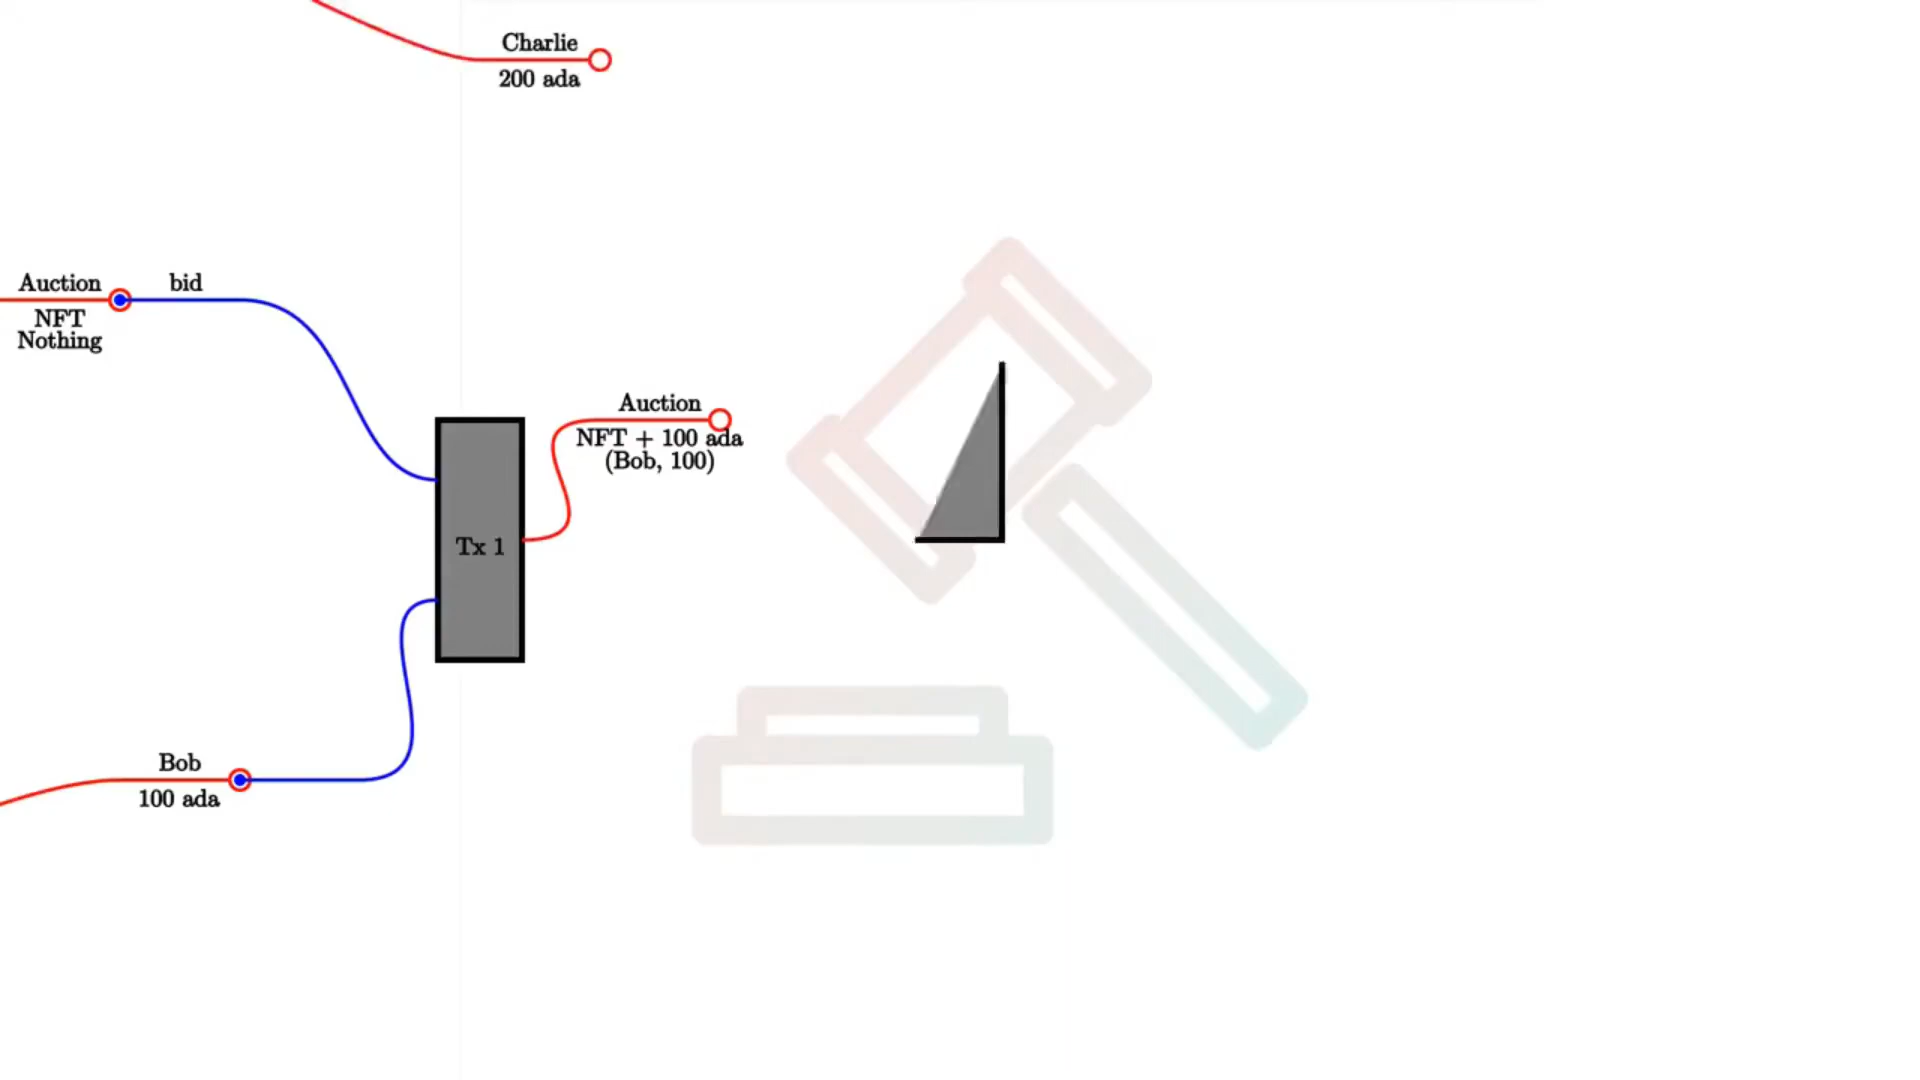 Charlie
200 ada
Auction
bid
NFT
Nothing
Auction
NFT + 100 ada
(Bob, 100)
Tx 1
Bob
100 ada